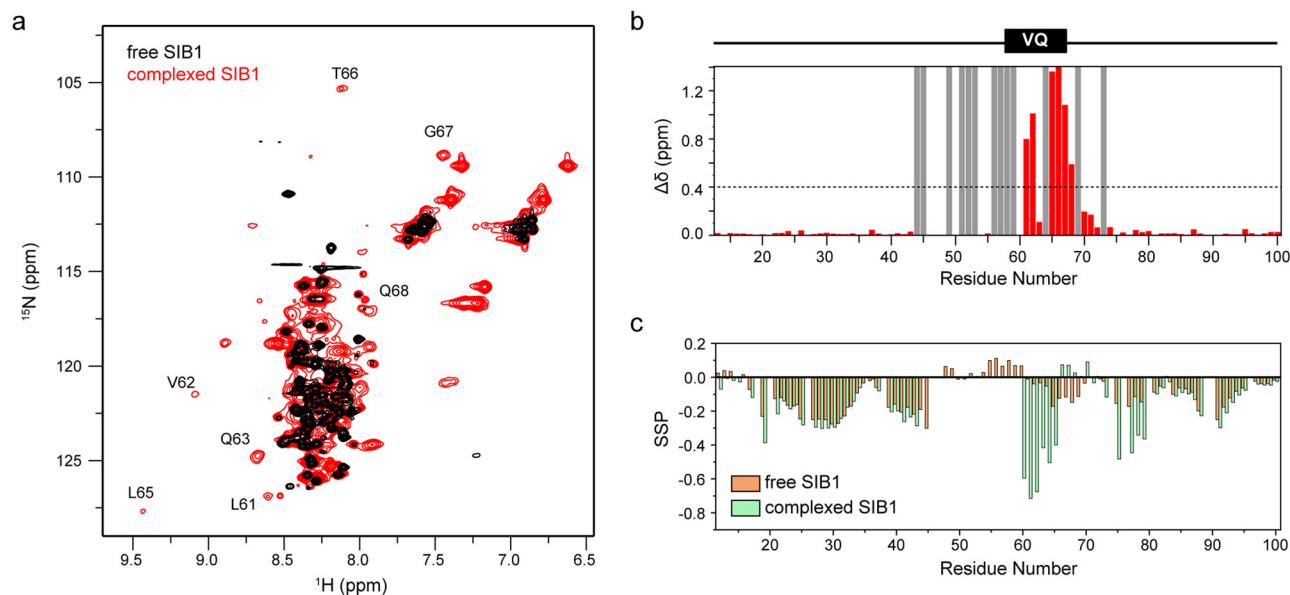 a
free SIB1
complexed SIB1
T66
G67
Q68
V62
Q63
L65
L61
105
110
115
120
125
¹⁵N (ppm)
9.5 9.0 8.5 8.0 7.5 7.0 6.5
¹H (ppm)
b
VQ
1.2
0.8
0.4
0.0
Δδ (ppm)
20 30 40 50 60 70 80 90 100
Residue Number
c
0.2
0.0
-0.2
-0.4
-0.6
-0.8
SSP
free SIB1
complexed SIB1
20 30 40 50 60 70 80 90 100
Residue Number